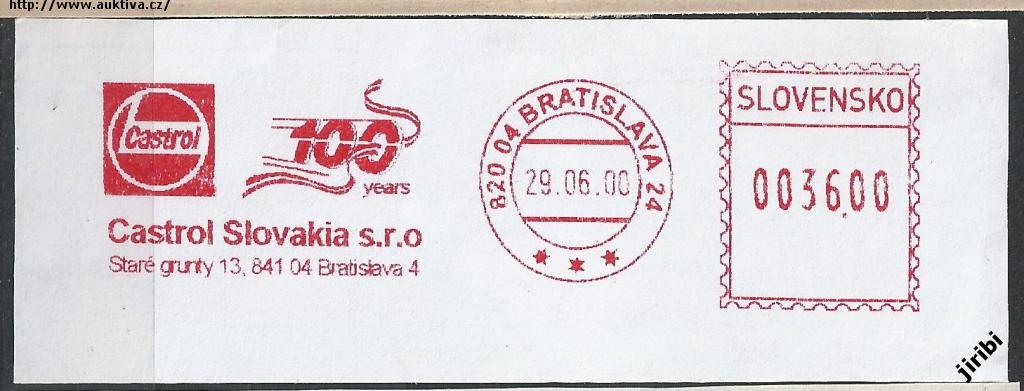 http://www.auktiva.cz/
Castrol
100
years
Castrol Slovakia s.r.o
Staré grunty 13, 841 04 Bratislava 4
820 04 BRATISLAVA 24
29.06.00
SLOVENSKO
003600
jiribi